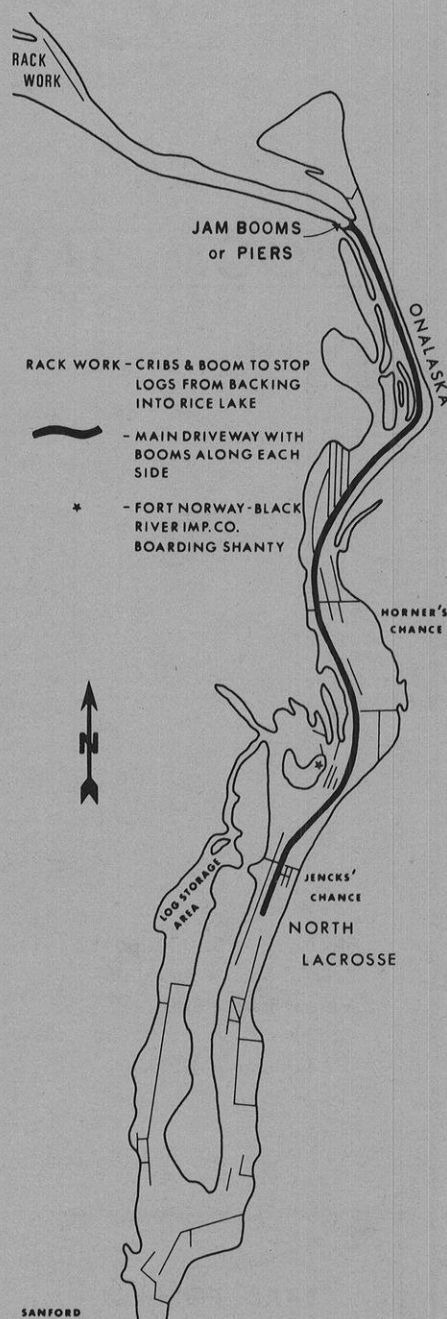 RACK
WORK
JAM BOOMS
or PIERS
ONALASKA
RACK WORK - CRIBS & BOOM TO STOP
LOGS FROM BACKING
INTO RICE LAKE
- MAIN DRIVEWAY WITH
BOOMS ALONG EACH
SIDE
* - FORT NORWAY-BLACK
RIVER IMP. CO.
BOARDING SHANTY
HORNER'S
CHANCE
N
LOG STORAGE
AREA
JENCKS'
CHANCE
NORTH
LACROSSE
SANFORD